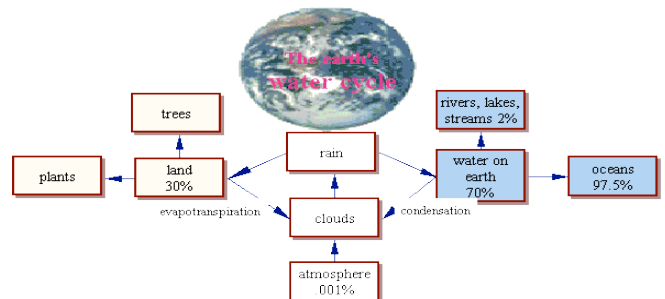 The earth's
water cycle
trees
rivers, lakes,
streams 2%
plants
land
30%
rain
water on
earth
70%
oceans
97.5%
evapotranspiration
clouds
condensation
atmosphere
.001%